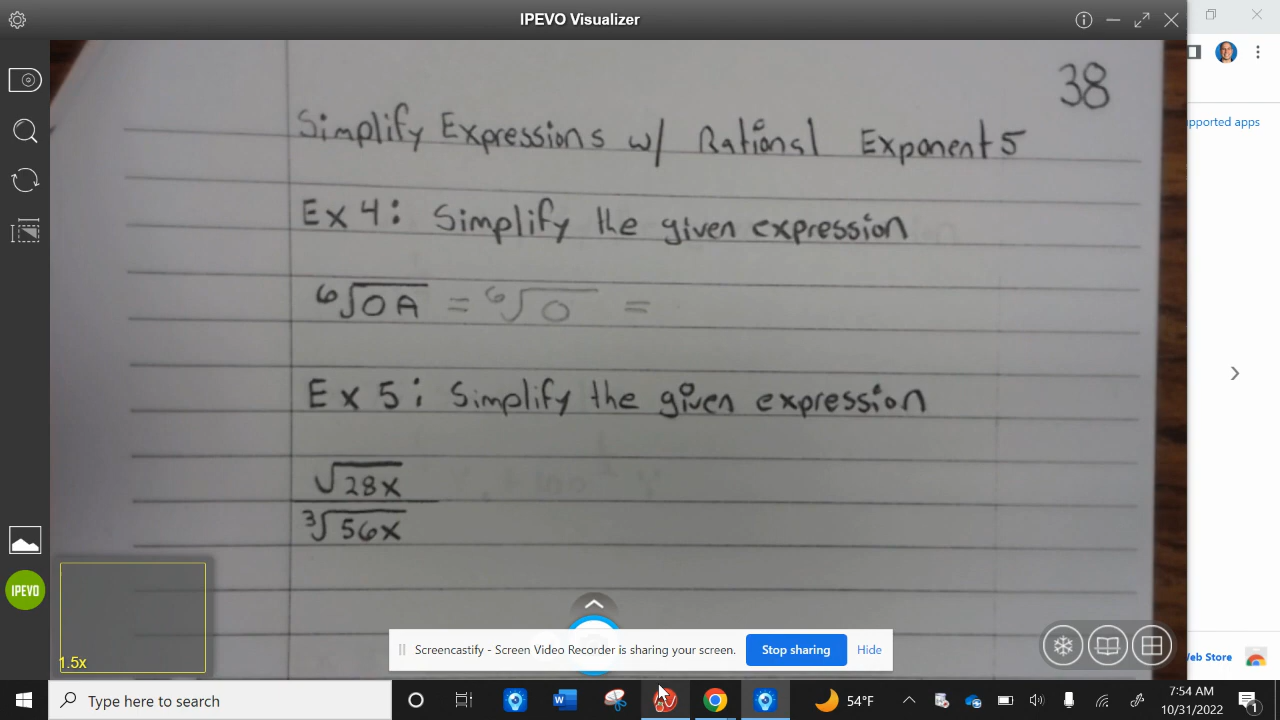 IPEVO Visualizer
38
Simplify Expressions w/ Rational Exponents
pported apps
Ex 4: Simplify the given expression
⁶√OA = ⁶√O =
Ex 5: Simplify the given expression
√28x
³√56x
IPEVO
1.5x
Screencastify - Screen Video Recorder is sharing your screen. Stop sharing Hide
eb Store
Type here to search
54°F
7:54 AM
10/31/2022
1